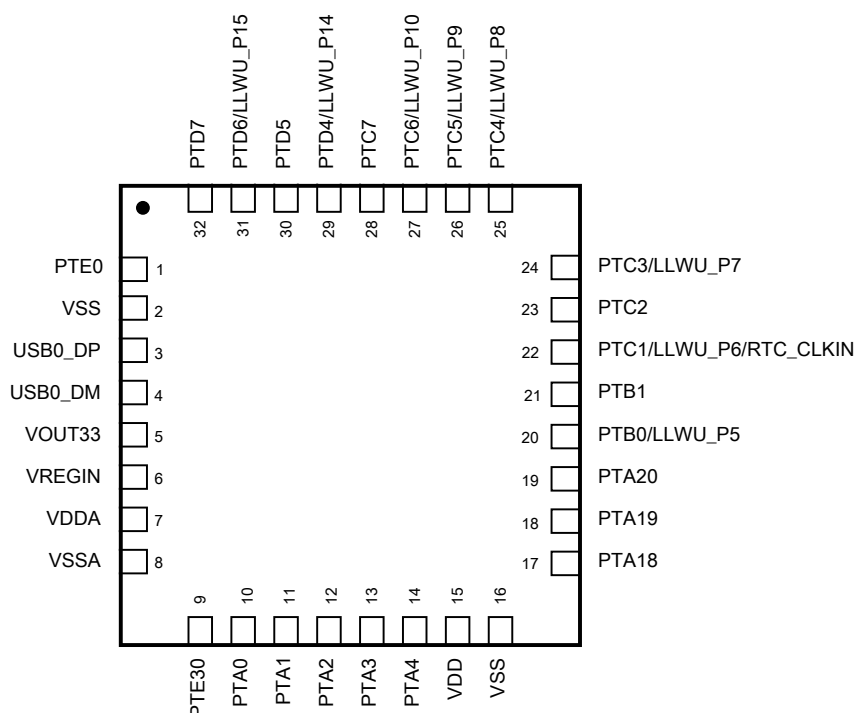 PTD7
PTD6/LLWU_P15
PTD5
PTD4/LLWU_P14
PTC7
PTC6/LLWU_P10
PTC5/LLWU_P9
PTC4/LLWU_P8
32
31
30
29
28
27
26
25
PTE0 1
VSS 2
USB0_DP 3
USB0_DM 4
VOUT33 5
VREGIN 6
VDDA 7
VSSA 8
24 PTC3/LLWU_P7
23 PTC2
22 PTC1/LLWU_P6/RTC_CLKIN
21 PTB1
20 PTB0/LLWU_P5
19 PTA20
18 PTA19
17 PTA18
9
10
11
12
13
14
15
16
PTE30
PTA0
PTA1
PTA2
PTA3
PTA4
VDD
VSS